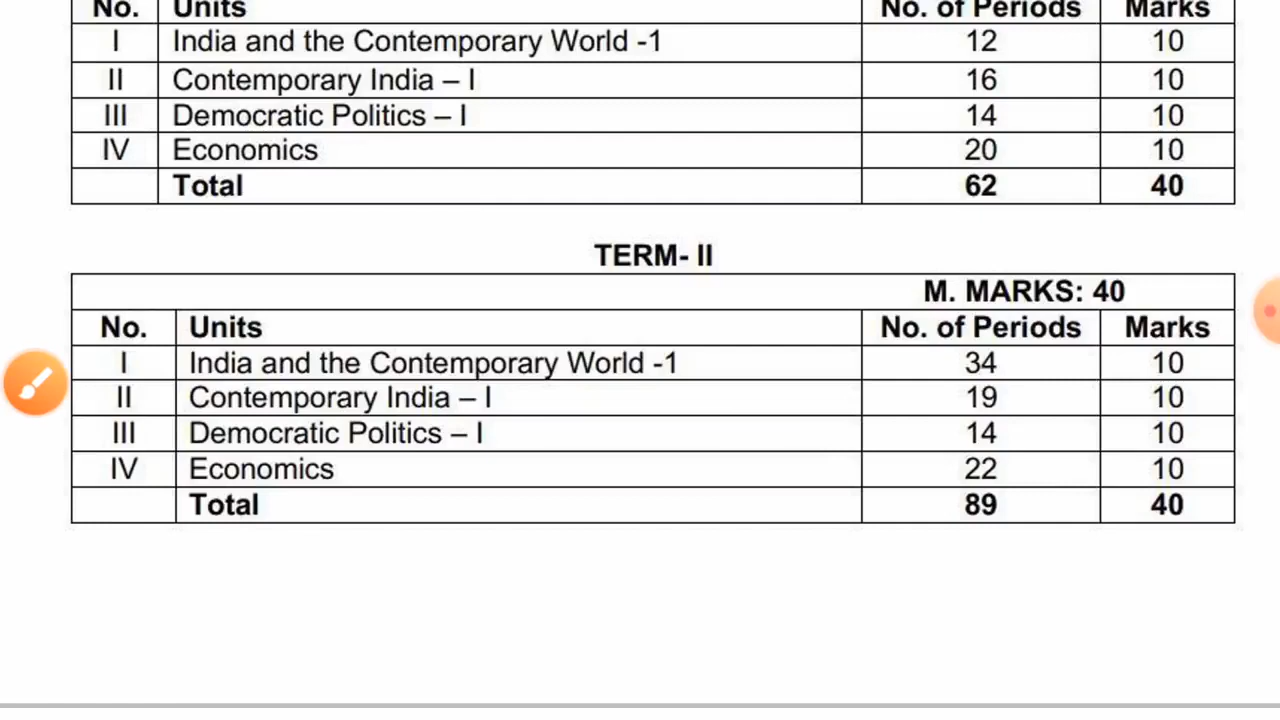 No. Units No. of Periods Marks
I India and the Contemporary World -1 12 10
II Contemporary India – I 16 10
III Democratic Politics – I 14 10
IV Economics 20 10
Total 62 40
TERM- II
M. MARKS: 40
No. Units No. of Periods Marks
I India and the Contemporary World -1 34 10
II Contemporary India – I 19 10
III Democratic Politics – I 14 10
IV Economics 22 10
Total 89 40